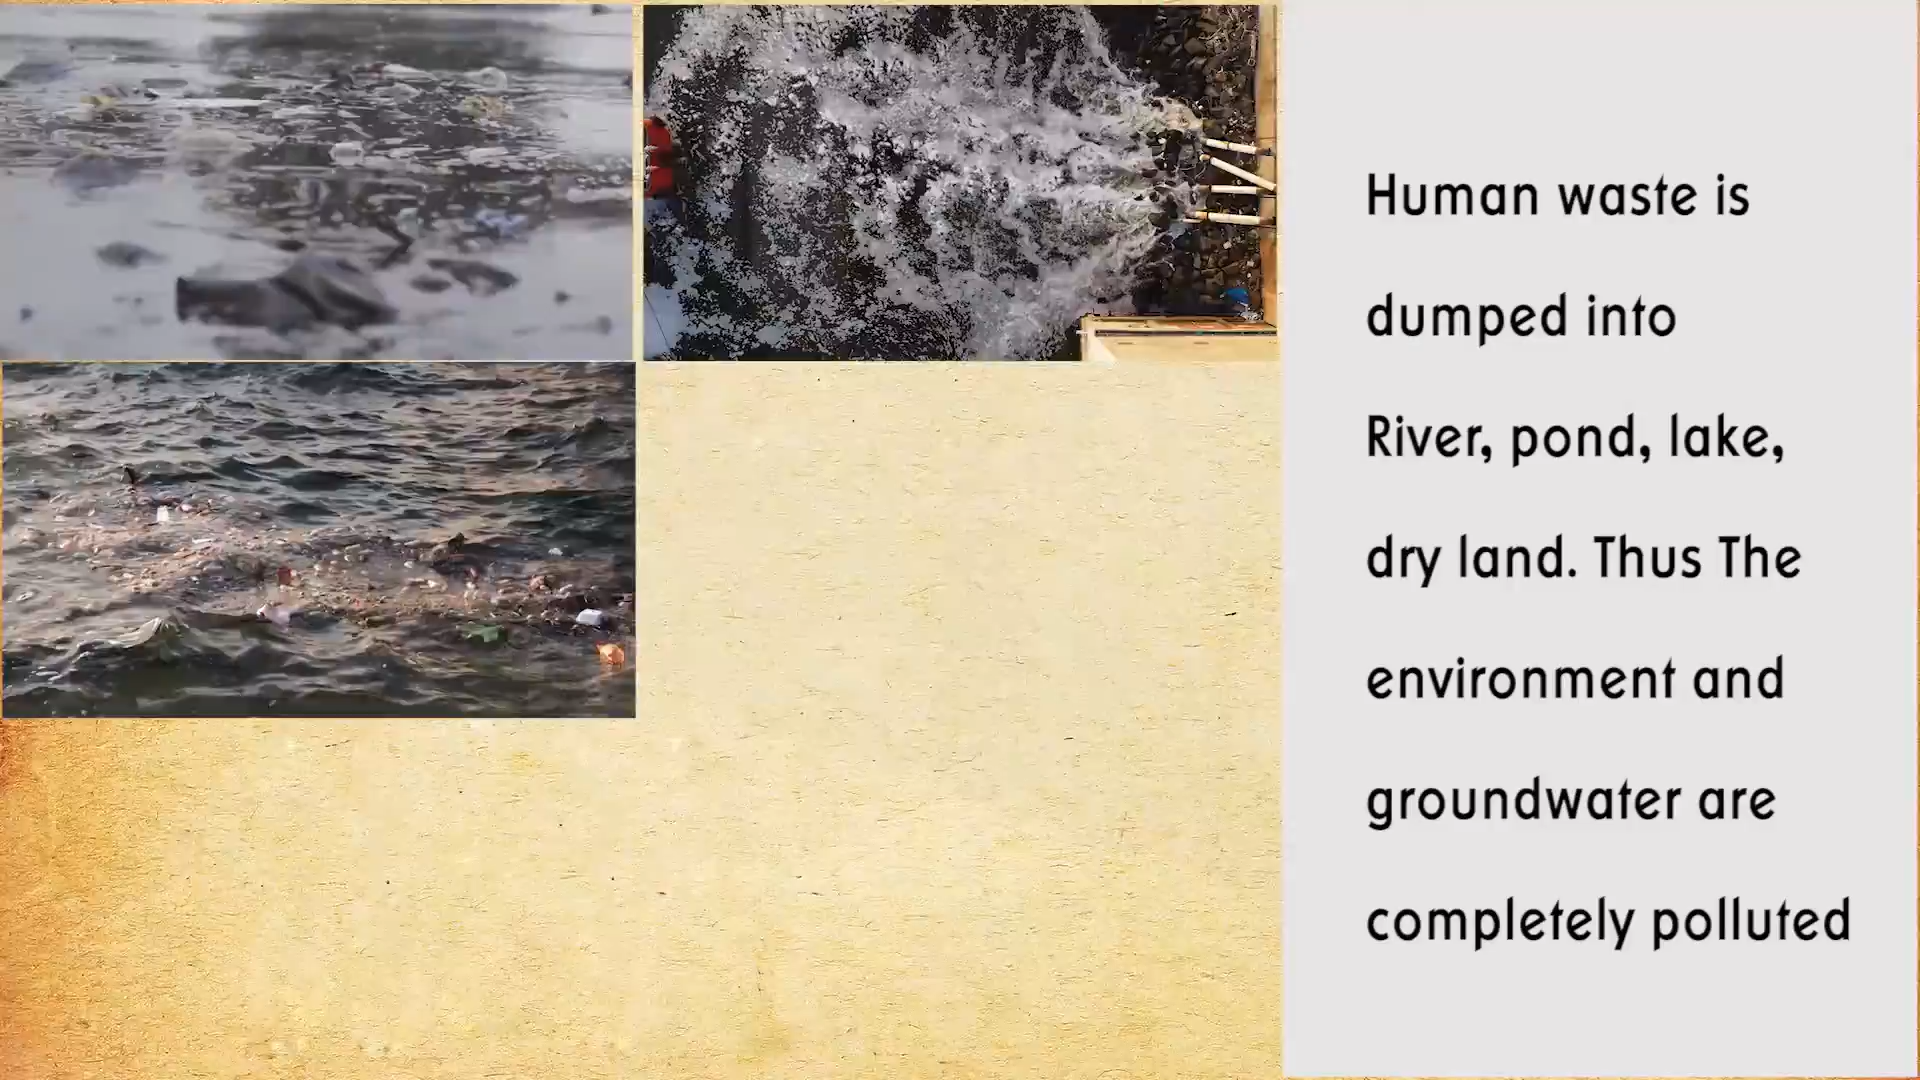 Human waste is
dumped into
River, pond, lake,
dry land. Thus The
environment and
groundwater are
completely polluted